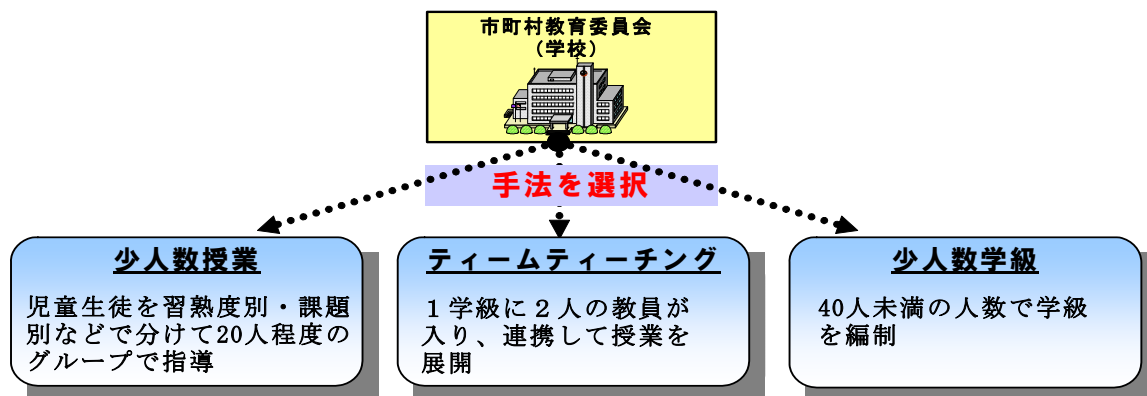 市町村教育委員会
(学校)
手法を選択
少人数授業
児童生徒を習熟度別・課題
別などで分けて20人程度の
グループで指導
ティームティーチング
１学級に２人の教員が
入り、連携して授業を
展開
少人数学級
40人未満の人数で学級
を編制